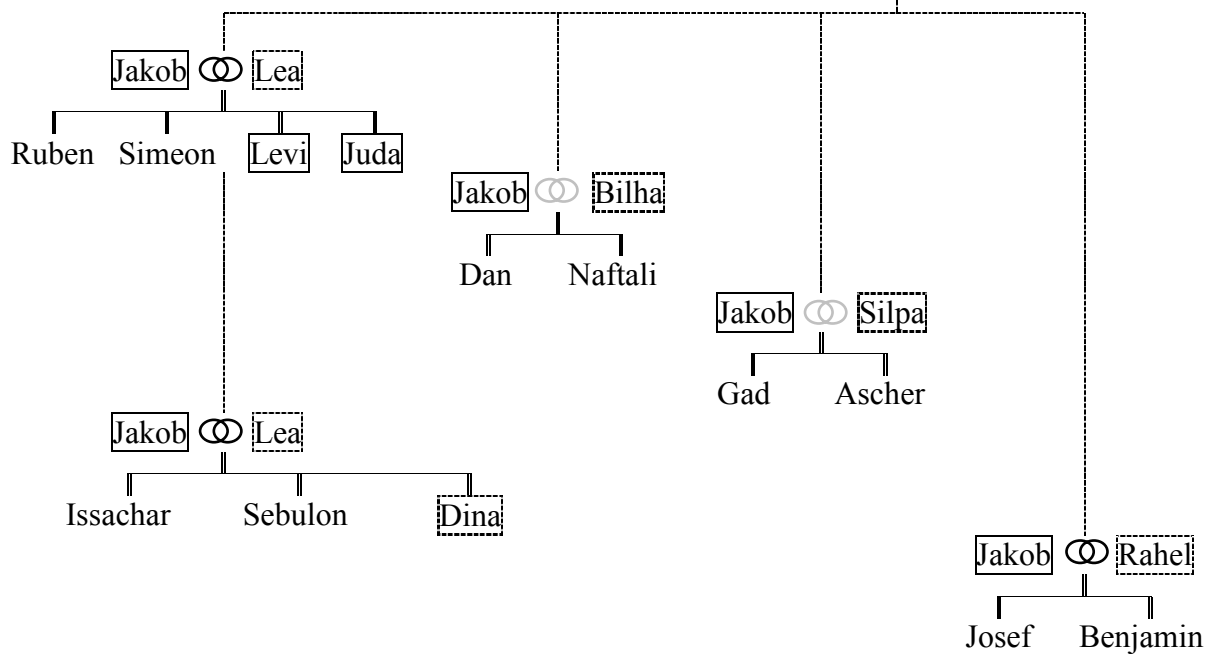 Jakob Lea
Ruben Simeon Levi Juda
Jakob Bilha
Dan Naftali
Jakob Silpa
Gad Ascher
Jakob Lea
Issachar Sebulon Dina
Jakob Rahel
Josef Benjamin